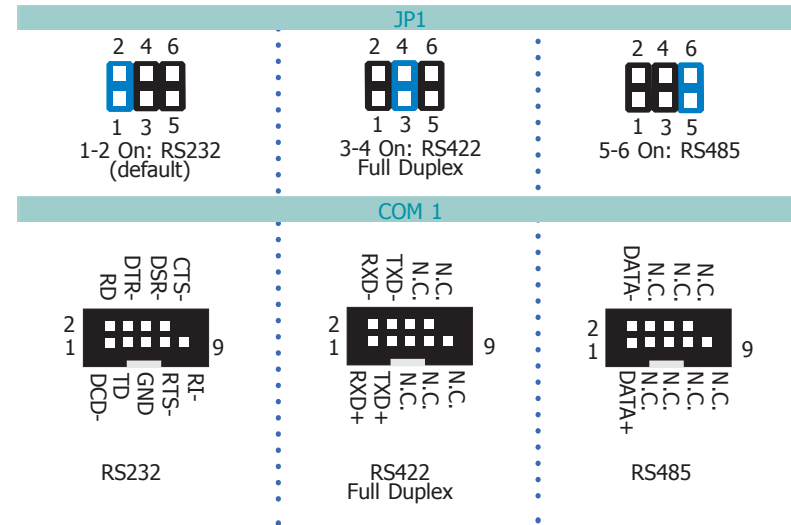 JP1
2 4 6
1 3 5
1-2 On: RS232
(default)
2 4 6
1 3 5
3-4 On: RS422
Full Duplex
2 4 6
1 3 5
5-6 On: RS485
COM 1
RD
DTR-
DSR-
CTS-
2
1
9
DCD-
TD
GND
RTS-
RI-
RS232
RXD-
TXD-
N.C.
N.C.
2
1
9
RXD+
TXD+
N.C.
N.C.
N.C.
RS422
Full Duplex
DATA-
N.C.
N.C.
N.C.
2
1
9
DATA+
N.C.
N.C.
N.C.
N.C.
RS485